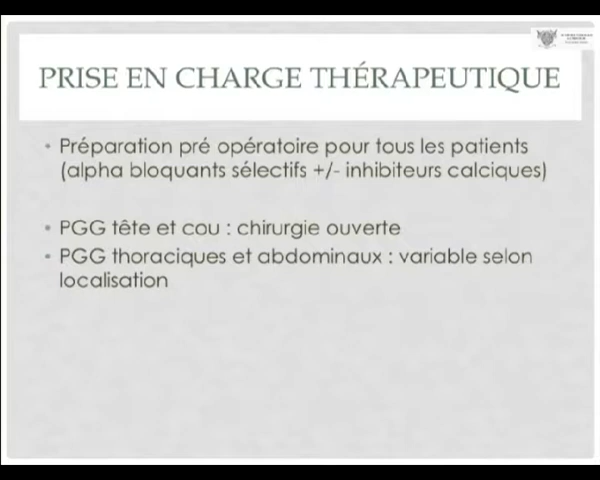 PRISE EN CHARGE THÉRAPEUTIQUE
• Préparation pré opératoire pour tous les patients
(alpha bloquants sélectifs +/- inhibiteurs calciques)
• PGG tête et cou : chirurgie ouverte
• PGG thoraciques et abdominaux : variable selon
localisation